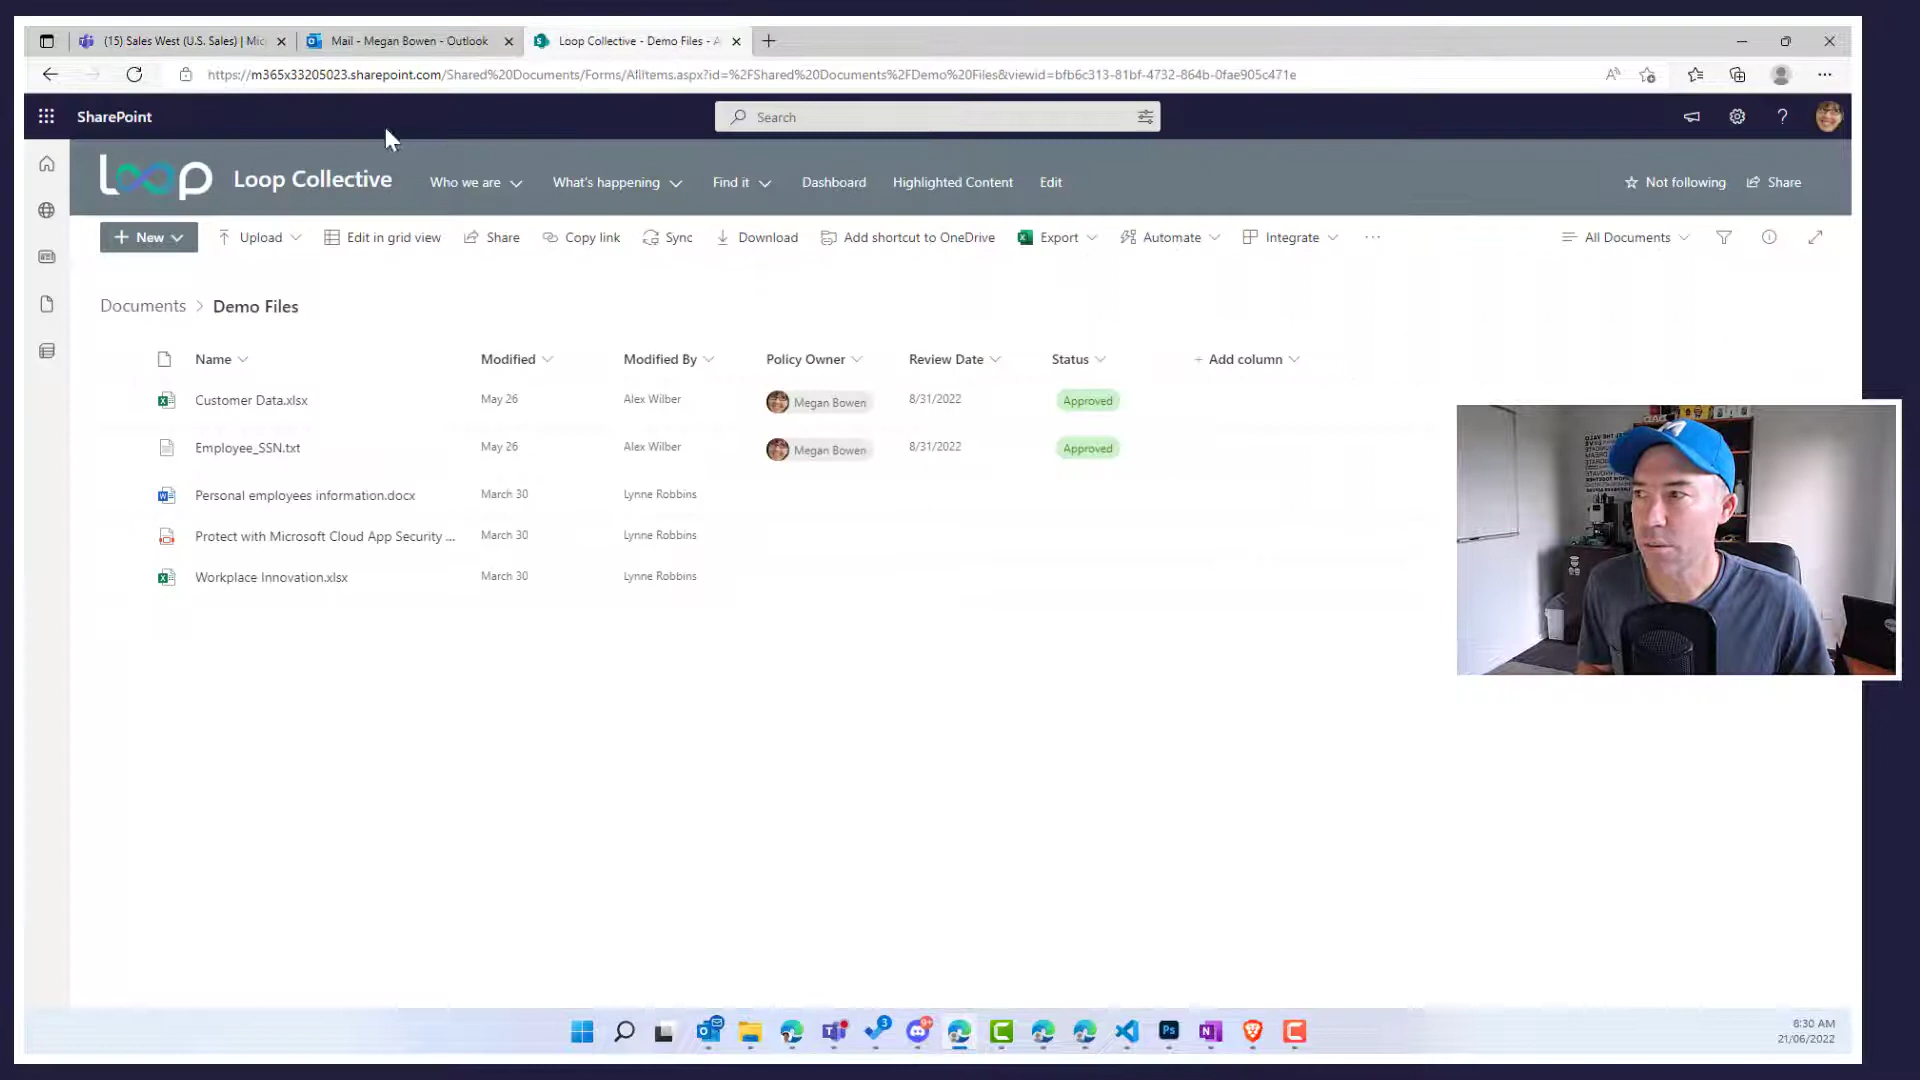 (15) Sales West (U.S. Sales) | Mic
Mail - Megan Bowen - Outlook
Loop Collective - Demo Files - A
https://m365x33205023.sharepoint.com/Shared%20Documents/Forms/AllItems.aspx?id=%2FShared%20Documents%2FDemo%20Files&viewid=bfb6c313-81bf-4732-864b-0fae905c471e
SharePoint
Search
loop
Loop Collective
Who we are
What's happening
Find it
Dashboard
Highlighted Content
Edit
Not following
Share
+ New
Upload
Edit in grid view
Share
Copy link
Sync
Download
Add shortcut to OneDrive
Export
Automate
Integrate
...
All Documents
Documents > Demo Files
Name Modified Modified By Policy Owner Review Date Status + Add column
Customer Data.xlsx May 26 Alex Wilber Megan Bowen 8/31/2022 Approved
Employee_SSN.txt May 26 Alex Wilber Megan Bowen 8/31/2022 Approved
Personal employees information.docx March 30 Lynne Robbins
Protect with Microsoft Cloud App Security ... March 30 Lynne Robbins
Workplace Innovation.xlsx March 30 Lynne Robbins
3
Ps
8:30 AM
21/06/2022